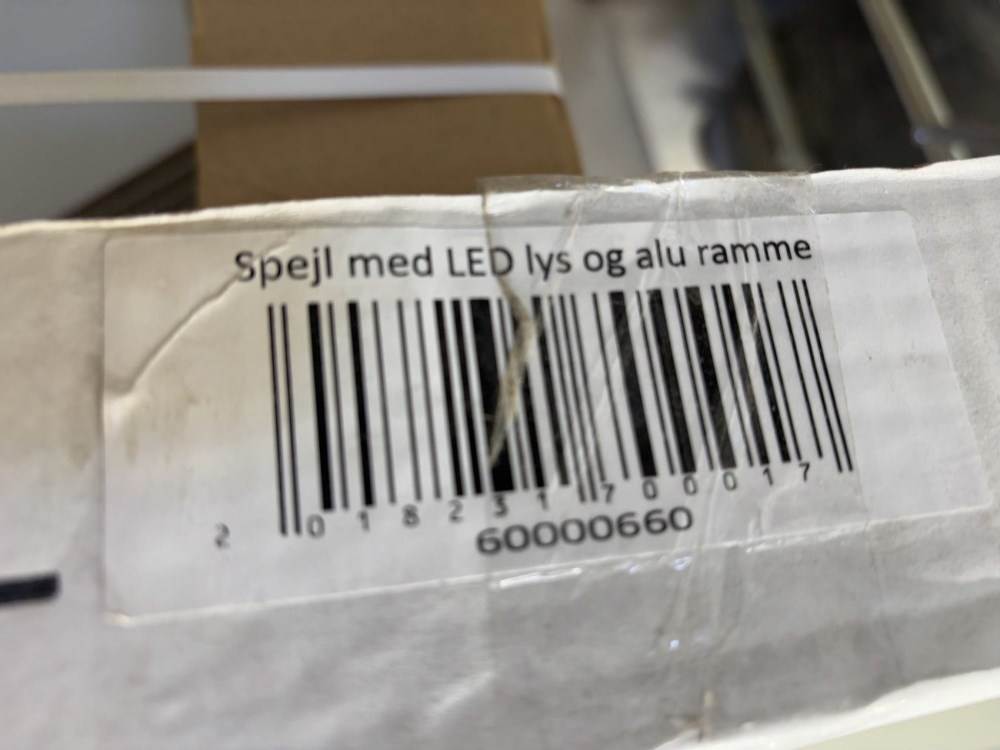 Spejl med LED lys og alu ramme
2 018231 700017
60000660